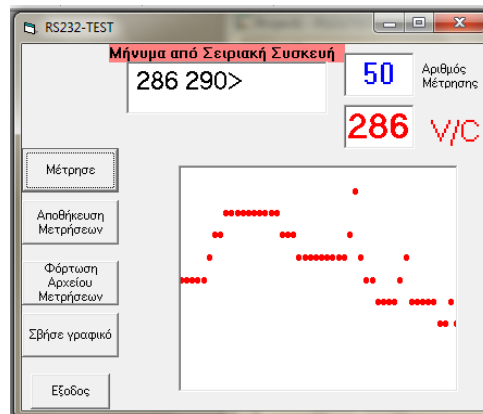 RS232-TEST
Μήνυμα από Σειριακή Συσκευή
286 290>
50
Αριθμός
Μέτρησης
286
V/C
Μέτρησε
Αποθήκευση
Μετρήσεων
Φόρτωση
Αρχείου
Μετρήσεων
Σβήσε γραφικό
Εξοδος